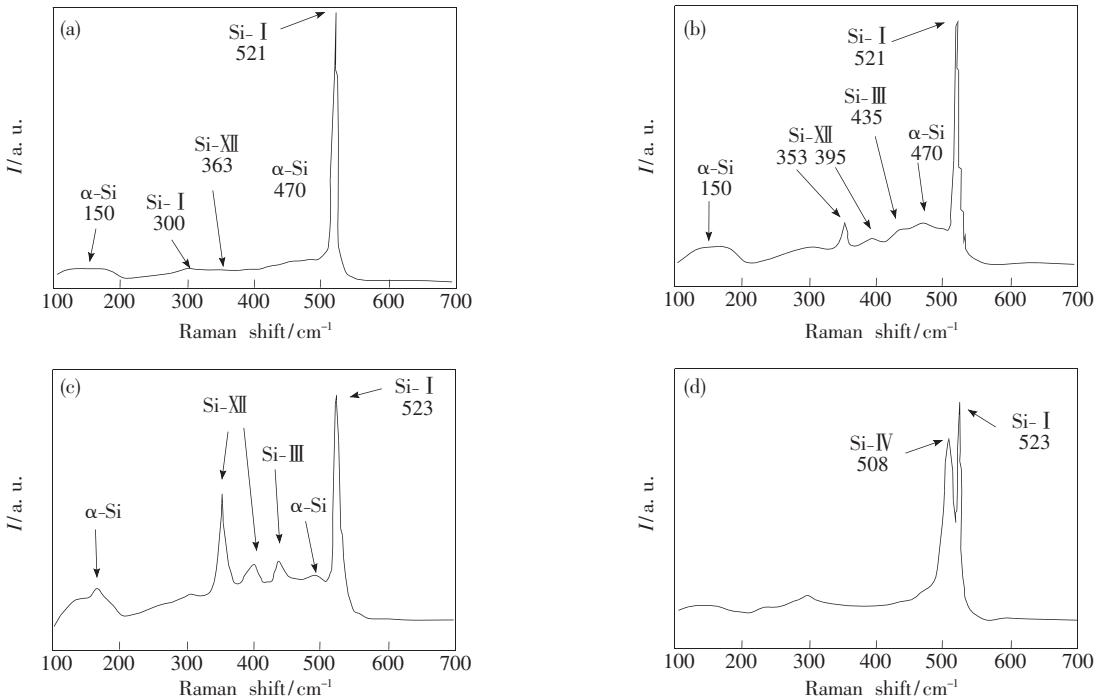 (a)
Si-Ⅰ
521
Si-Ⅻ
363
α-Si
470
α-Si
150
Si-Ⅰ
300
I/a. u.
100 200 300 400 500 600 700
Raman shift/cm⁻¹
(b)
Si-Ⅰ
521
Si-Ⅲ
435
Si-Ⅻ
353 395
α-Si
470
α-Si
150
I/a. u.
100 200 300 400 500 600 700
Raman shift/cm⁻¹
(c)
Si-Ⅰ
523
Si-Ⅻ
Si-Ⅲ
α-Si
α-Si
I/a. u.
100 200 300 400 500 600 700
Raman shift/cm⁻¹
(d)
Si-Ⅰ
523
Si-Ⅳ
508
I/a. u.
100 200 300 400 500 600 700
Raman shift/cm⁻¹